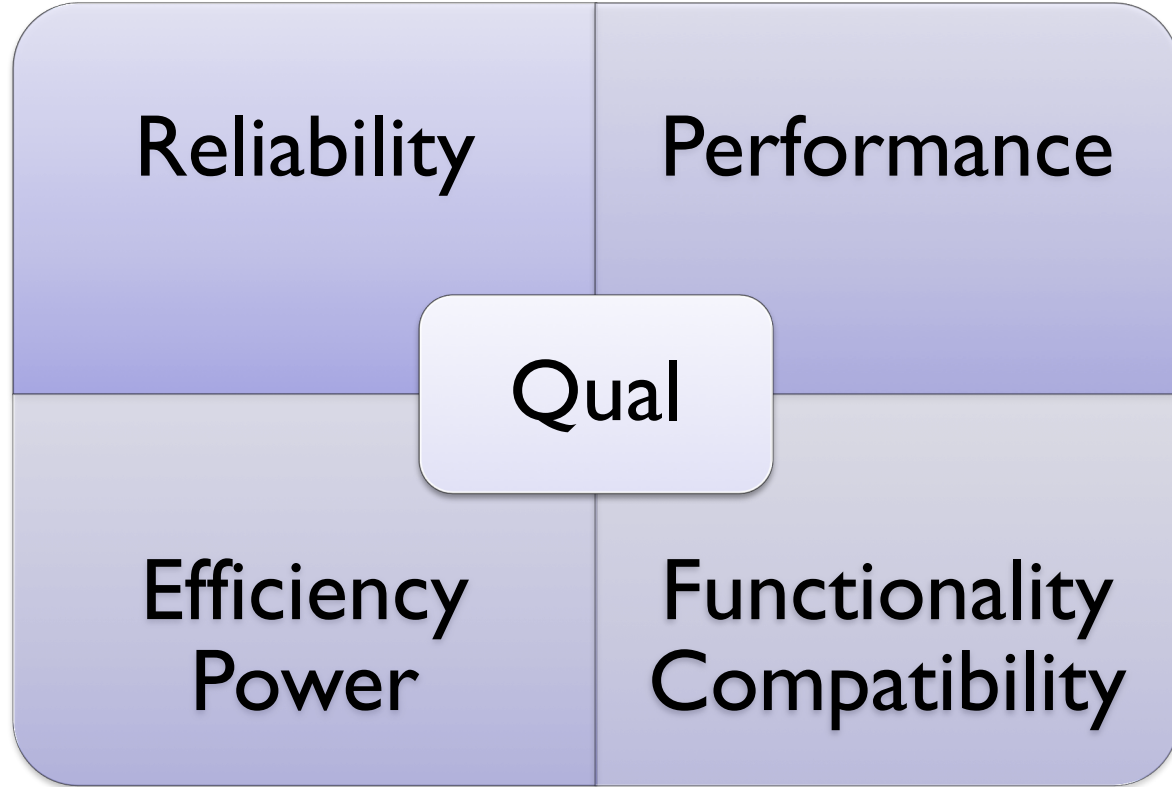 Reliability
Performance
Qual
Efficiency
Power
Functionality
Compatibility